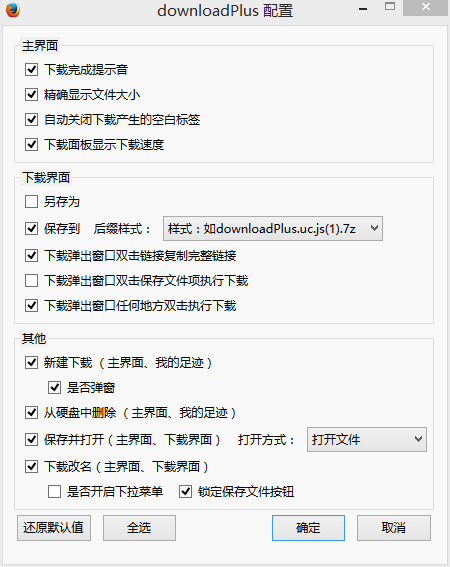 downloadPlus 配置
主界面
下载完成提示音
精确显示文件大小
自动关闭下载产生的空白标签
下载面板显示下载速度
下载界面
另存为
保存到 后缀样式： 样式：如downloadPlus.uc.js(1).7z
下载弹出窗口双击链接复制完整链接
下载弹出窗口双击保存文件项执行下载
下载弹出窗口任何地方双击执行下载
其他
新建下载（主界面、我的足迹）
是否弹窗
从硬盘中删除（主界面、我的足迹）
保存并打开（主界面、下载界面） 打开方式： 打开文件
下载改名（主界面、下载界面）
是否开启下拉菜单 锁定保存文件按钮
还原默认值 全选 确定 取消